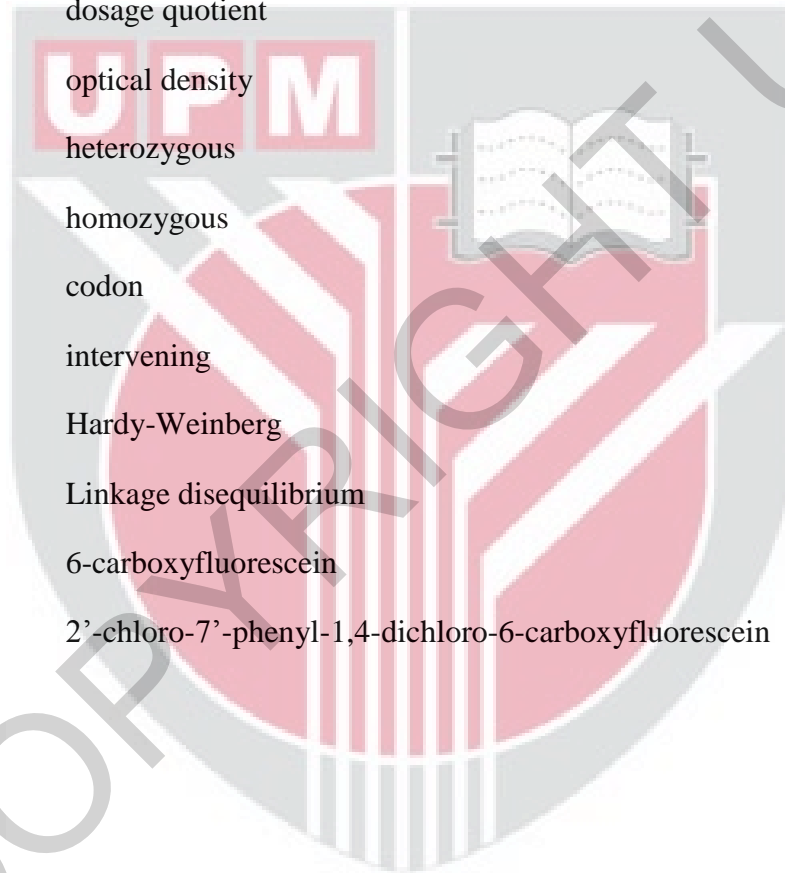 dosage quotient
UPM
optical density
heterozygous
homozygous
codon
intervening
Hardy-Weinberg
Linkage disequilibrium
6-carboxyfluorescein
2’-chloro-7’-phenyl-1,4-dichloro-6-carboxyfluorescein
OPYRIGHT U